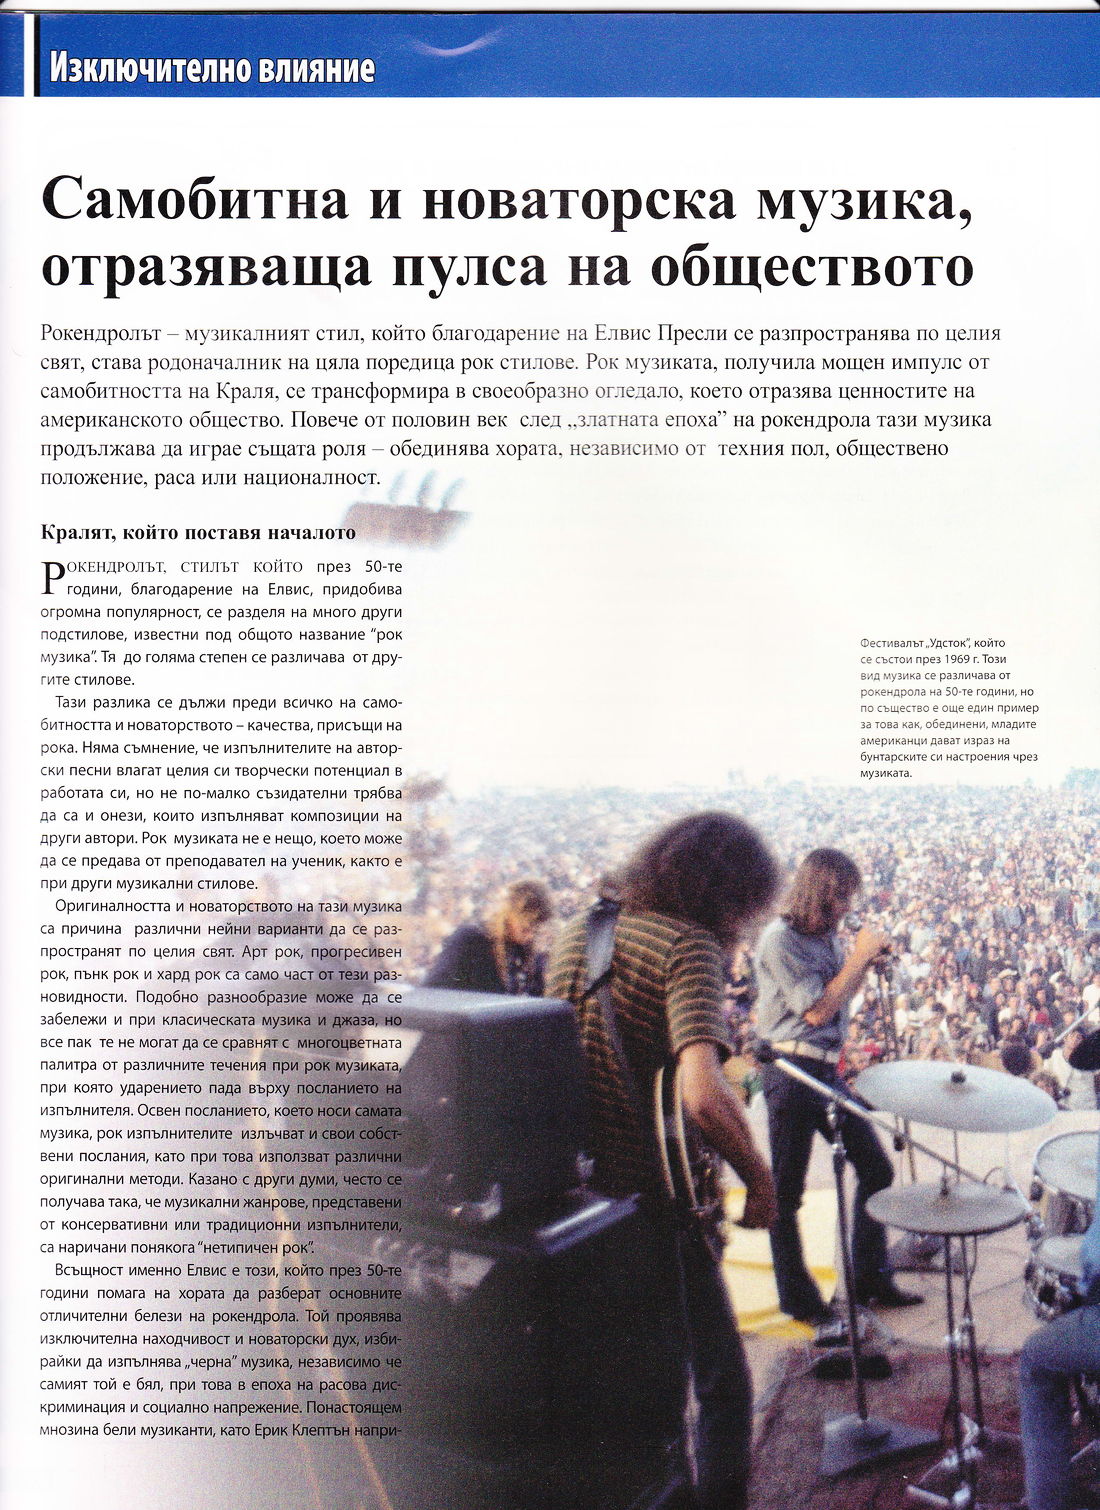 Изключително влияние
Самобитна и новаторска музика,
отразяваща пулса на обществото
Рокендролът – музикалният стил, който благодарение на Елвис Пресли се разпространява по целия
свят, става родоначалник на цяла поредица рок стилове. Рок музиката, получила мощен импулс от
самобитността на Краля, се трансформира в своеобразно огледало, което отразява ценностите на
американското общество. Повече от половин век след „златната епоха” на рокендрола тази музика
продължава да играе същата роля – обединява хората, независимо от техния пол, обществено
положение, раса или националност.
Кралят, който поставя началото
РОКЕНДРОЛЪТ, СТИЛЪТ КОЙТО през 50-те
години, благодарение на Елвис, придобива
огромна популярност, се разделя на много други
подстилове, известни под общото название “рок
музика”. Тя до голяма степен се различава от дру-
гите стилове.
Тази разлика се дължи преди всичко на само-
битността и новаторството – качества, присъщи на
рока. Няма съмнение, че изпълнителите на автор-
ски песни влагат целия си творчески потенциал в
работата си, но не по-малко съзидателни трябва
да са и онези, които изпълняват композиции на
други автори. Рок музиката не е нещо, което може
да се предава от преподавател на ученик, както е
при други музикални стилове.
Оригиналността и новаторството на тази музика
са причина различни нейни варианти да се раз-
пространят по целия свят. Арт рок, прогресивен
рок, пънк рок и хард рок са само част от тези раз-
новидности. Подобно разнообразие може да се
забележи и при класическата музика и джаза, но
все пак те не могат да се сравнят с многоцветната
палитра от различните течения при рок музиката,
при която ударението пада върху посланието на
изпълнителя. Освен посланието, което носи самата
музика, рок изпълнителите излъчват и свои собст-
вени послания, като при това използват различни
оригинални методи. Казано с други думи, често се
получава така, че музикални жанрове, представени
от консервативни или традиционни изпълнители,
са наричани понякога “нетипичен рок”.
Всъщност именно Елвис е този, който през 50-те
години помага на хората да разберат основните
отличителни белези на рокендрола. Той проявява
изключителна находчивост и новаторски дух, изби-
райки да изпълнява „черна” музика, независимо че
самият той е бял, при това в епоха на расова дис-
криминация и социално напрежение. Понастоящем
мнозина бели музиканти, като Ерик Клептън напри-
Фестивалът „Удсток”, който
се състои през 1969 г. Този
вид музика се различава от
рокендрола на 50-те години, но
по същество е още един пример
за това как, обединени, младите
американци дават израз на
бунтарските си настроения чрез
музиката.